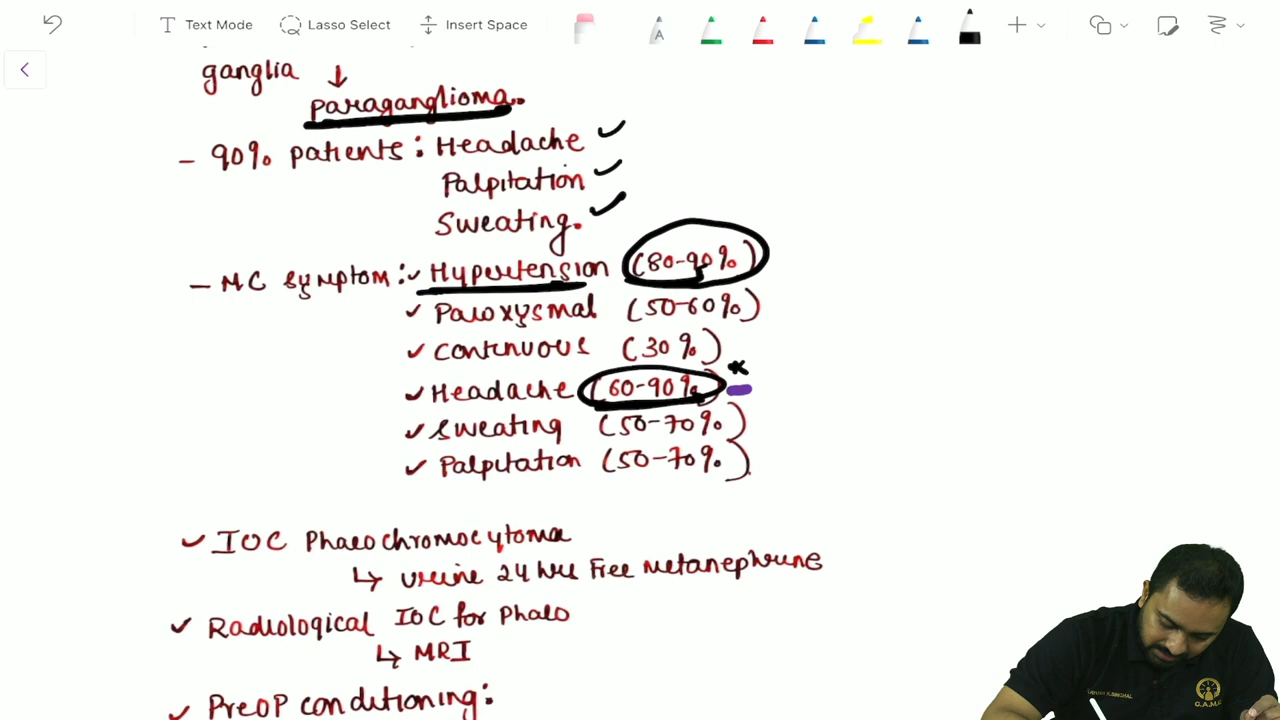 Text Mode Lasso Select Insert Space
ganglia ↓
Paraganglioma.
- 90% patients : Headache ✓
Palpitation ✓
Sweating. ✓
- MC symptom : ✓ Hypertension (80-90%)
✓ Paroxysmal (50-60%)
✓ Continuous (30%)
✓ Headache (60-90%) *
✓ Sweating (50-70%)
✓ Palpitation (50-70%)
✓ IOC Phaeochromocytoma
↳ Urine 24 hrs Free Metanephrine
✓ Radiological IOC for Phaeo
↳ MRI
✓ PreOP conditioning:
G.A.M.S